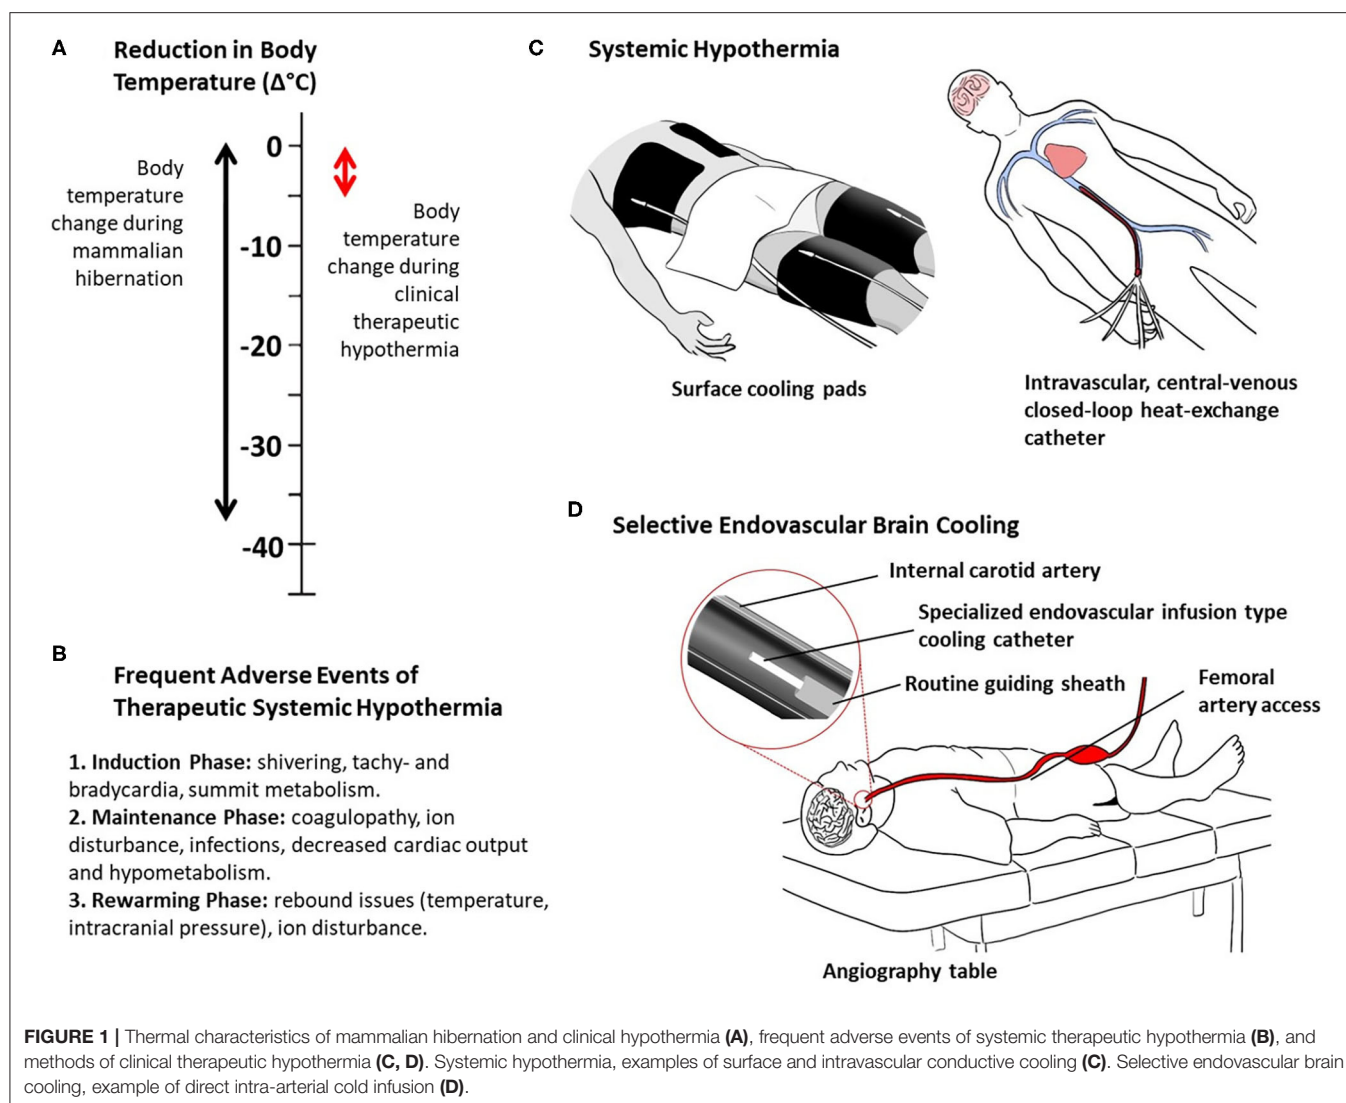 A
Reduction in Body
Temperature (Δ°C)
0
-10
-20
-30
-40
Body
temperature
change during
mammalian
hibernation
Body
temperature
change during
clinical
therapeutic
hypothermia
B
Frequent Adverse Events of
Therapeutic Systemic Hypothermia
1. Induction Phase: shivering, tachy- and
bradycardia, summit metabolism.
2. Maintenance Phase: coagulopathy, ion
disturbance, infections, decreased cardiac output
and hypometabolism.
3. Rewarming Phase: rebound issues (temperature,
intracranial pressure), ion disturbance.
C
Systemic Hypothermia
Surface cooling pads
Intravascular, central-venous
closed-loop heat-exchange
catheter
D
Selective Endovascular Brain Cooling
Internal carotid artery
Specialized endovascular infusion type
cooling catheter
Routine guiding sheath
Femoral
artery access
Angiography table
FIGURE 1 | Thermal characteristics of mammalian hibernation and clinical hypothermia (A), frequent adverse events of systemic therapeutic hypothermia (B), and
methods of clinical therapeutic hypothermia (C, D). Systemic hypothermia, examples of surface and intravascular conductive cooling (C). Selective endovascular brain
cooling, example of direct intra-arterial cold infusion (D).